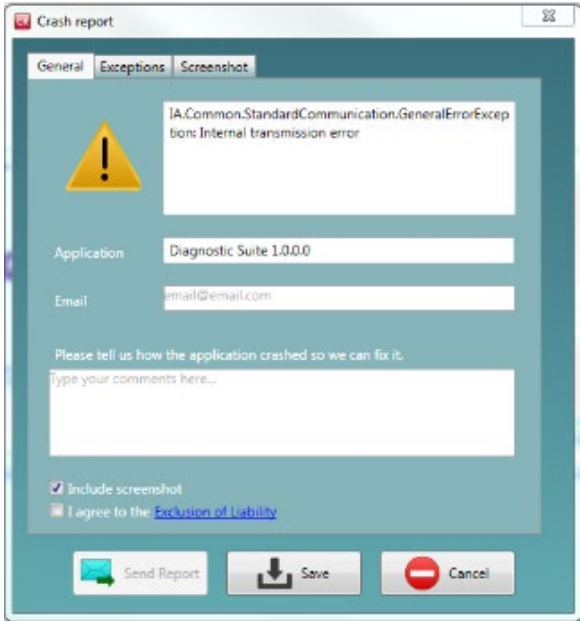 Crash report
General Exceptions Screenshot
IA.Common.StandardCommunication.GeneralErrorExcep
tion: Internal transmission error
Application Diagnostic Suite 1.0.0.0
Email email@email.com
Please tell us how the application crashed so we can fix it.
Type your comments here...
Include screenshot
I agree to the Exclusion of Liability
Send Report Save Cancel